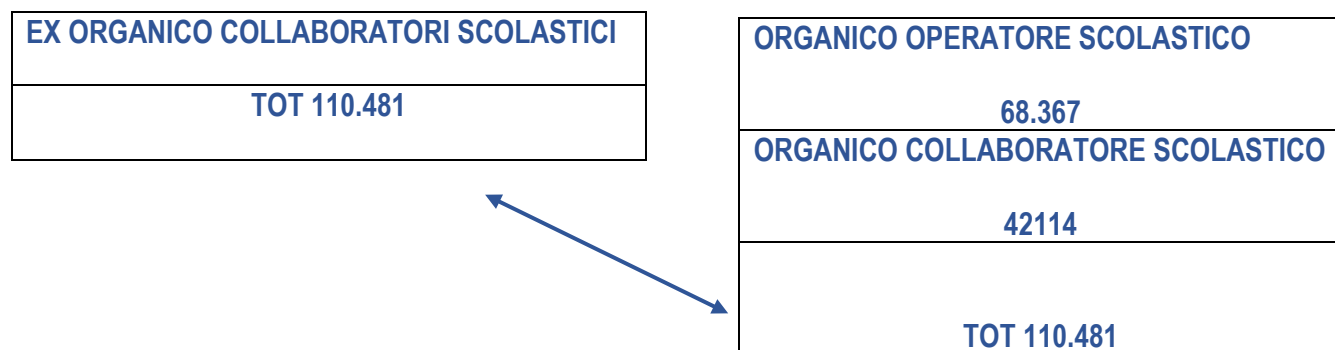 EX ORGANICO COLLABORATORI SCOLASTICI
TOT 110.481
ORGANICO OPERATORE SCOLASTICO
68.367
ORGANICO COLLABORATORE SCOLASTICO
42114
TOT 110.481